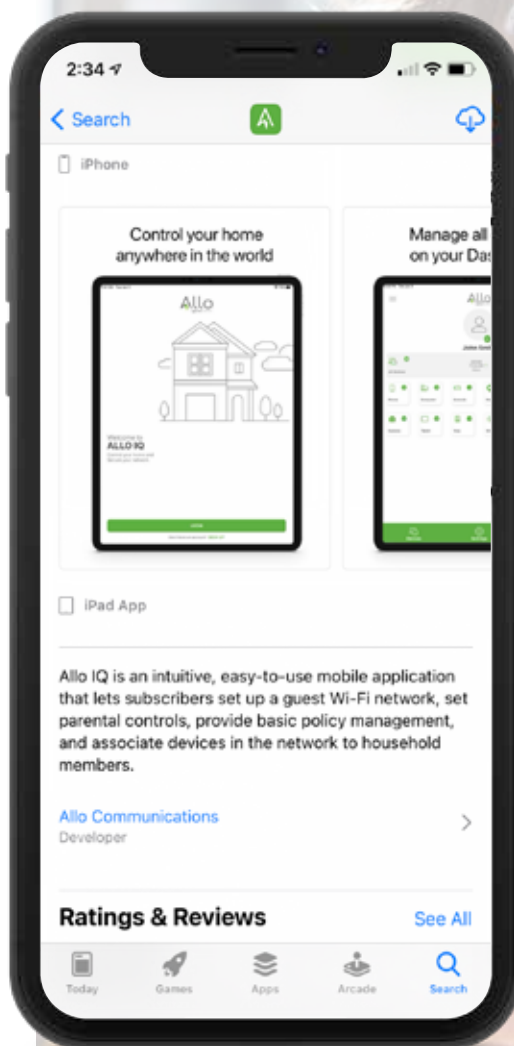 2:34
Search
iPhone
Control your home
anywhere in the world
Manage all
on your Das
Allo
Allo
Welcome to
ALLO IQ
iPad App
Allo IQ is an intuitive, easy-to-use mobile application
that lets subscribers set up a guest Wi-Fi network, set
parental controls, provide basic policy management,
and associate devices in the network to household
members.
Allo Communications
Developer
Ratings & Reviews
See All
Today
Games
Apps
Arcade
Search